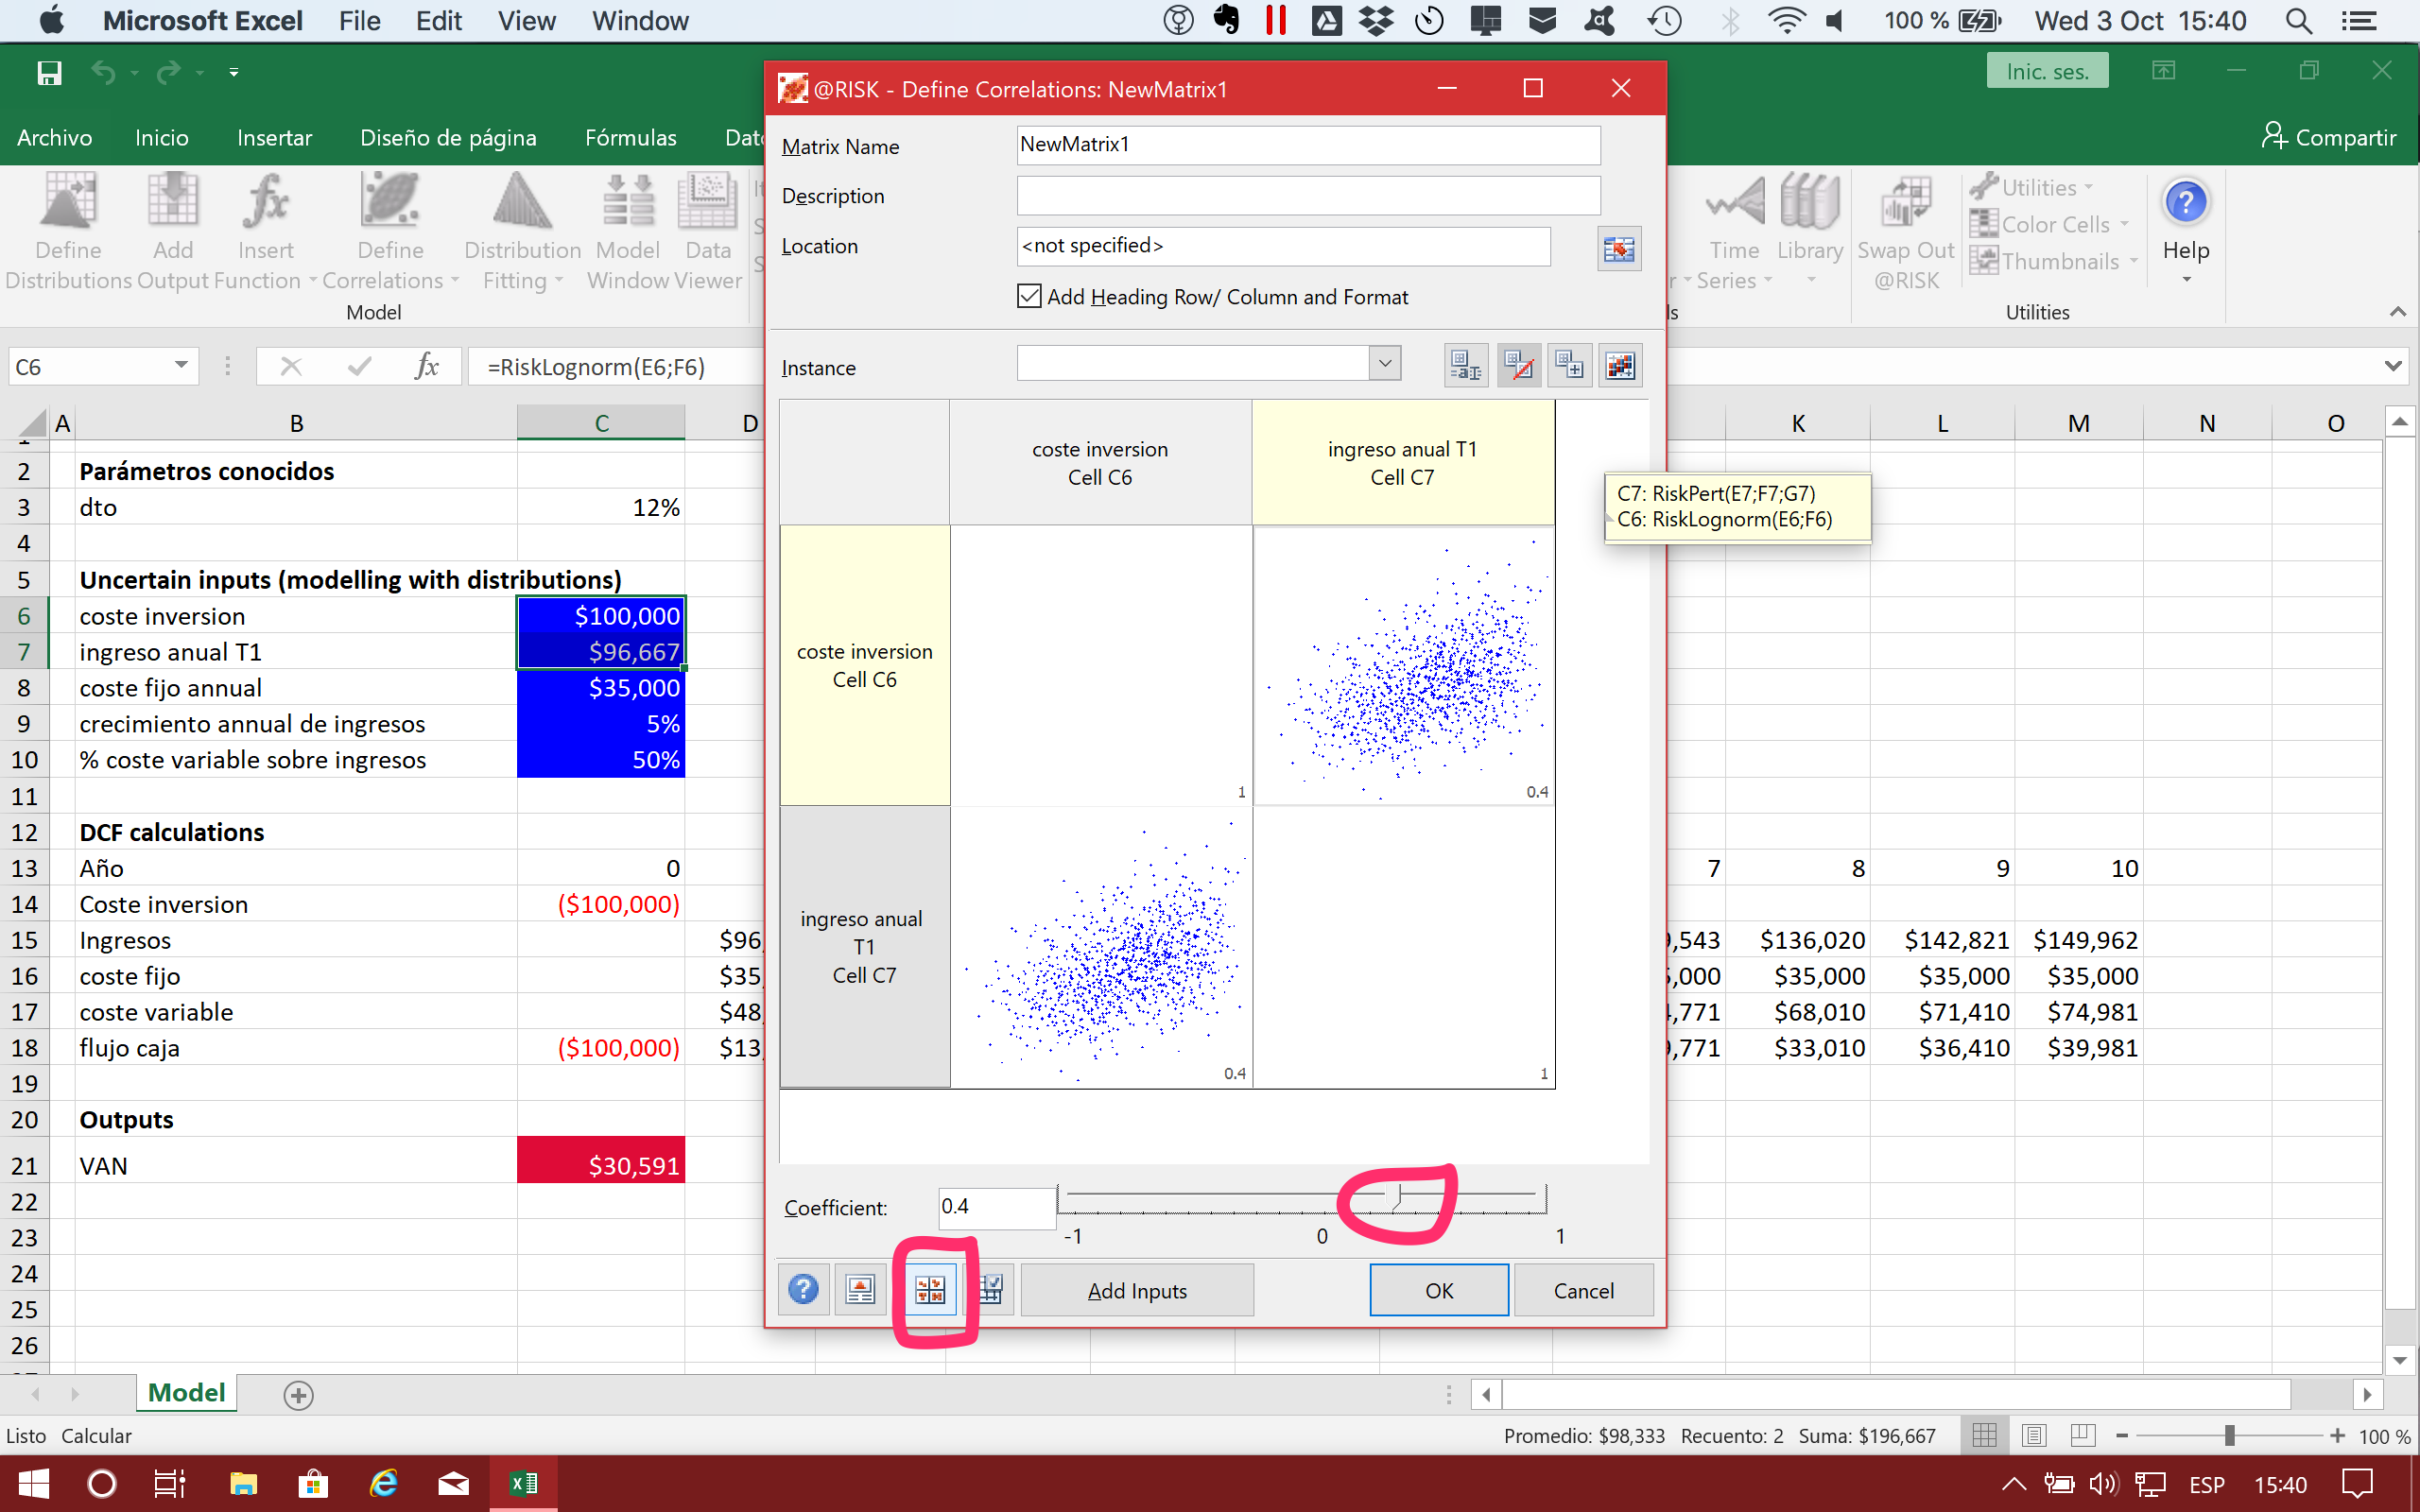 Microsoft Excel File Edit View Window 100 % Wed 3 Oct 15:40
Inic. ses.
@RISK - Define Correlations: NewMatrix1
Archivo Inicio Insertar Diseño de página Fórmulas Compartir
Matrix Name NewMatrix1
Description
Location <not specified>
Add Heading Row/ Column and Format
Define Distributions
Add Output
Insert Function
Define Correlations
Distribution Fitting
Model Window
Data Viewer
Model
Time Series
Library
Swap Out @RISK
Utilities
Color Cells
Thumbnails
Help
Utilities
C6 fx =RiskLognorm(E6;F6)
Instance
A B C D K L M N O
coste inversion
Cell C6
ingreso anual T1
Cell C7
C7: RiskPert(E7;F7;G7)
C6: RiskLognorm(E6;F6)
2 Parámetros conocidos
3 dto 12%
4
5 Uncertain inputs (modelling with distributions)
6 coste inversion $100,000
7 ingreso anual T1 $96,667
8 coste fijo annual $35,000
9 crecimiento annual de ingresos 5%
10 % coste variable sobre ingresos 50%
11
coste inversion
Cell C6
1
0.4
12 DCF calculations
13 Año 0 7 8 9 10
14 Coste inversion ($100,000)
15 Ingresos $96, 9,543 $136,020 $142,821 $149,962
16 coste fijo $35, 5,000 $35,000 $35,000 $35,000
17 coste variable $48, 4,771 $68,010 $71,410 $74,981
18 flujo caja ($100,000) $13, 9,771 $33,010 $36,410 $39,981
ingreso anual
T1
Cell C7
0.4
1
19
20 Outputs
21 VAN $30,591
22
23
24
25
26
Coefficient: 0.4
-1 0 1
Add Inputs OK Cancel
Model
Listo Calcular Promedio: $98,333 Recuento: 2 Suma: $196,667 100 %
ESP 15:40